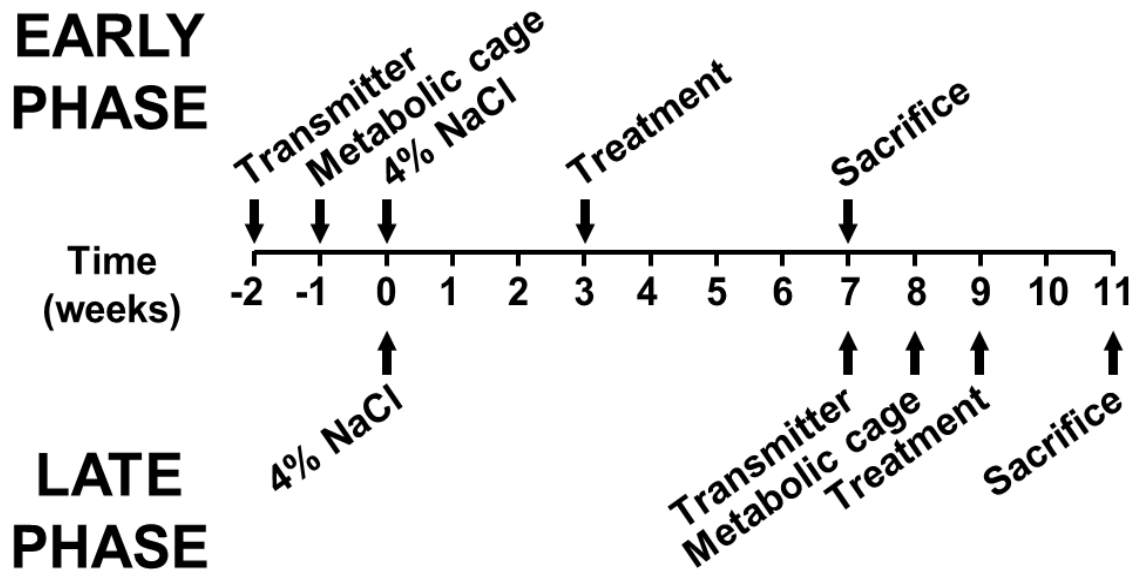 EARLY
PHASE
Transmitter
Metabolic cage
4% NaCl
Treatment
Sacrifice
Time
(weeks)
-2 -1 0 1 2 3 4 5 6 7 8 9 10 11
4% NaCl
Transmitter
Metabolic cage
Treatment
Sacrifice
LATE
PHASE